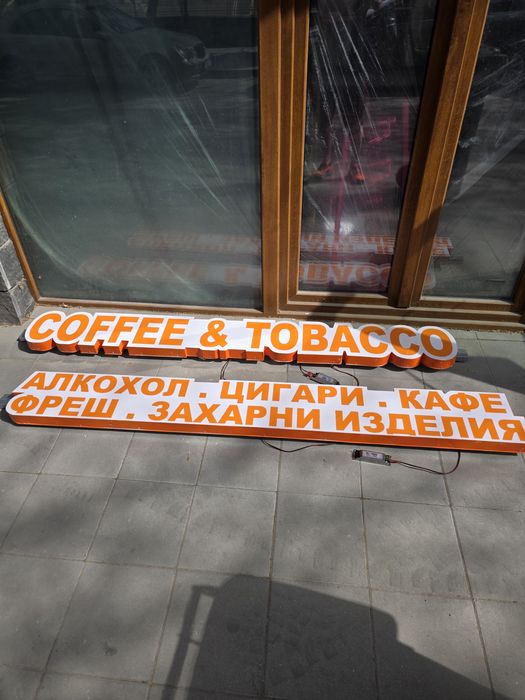 COFFEE & TOBACCO
АЛКОХОЛ . ЦИГАРИ . КАФЕ
ФРЕШ . ЗАХАРНИ ИЗДЕЛИЯ